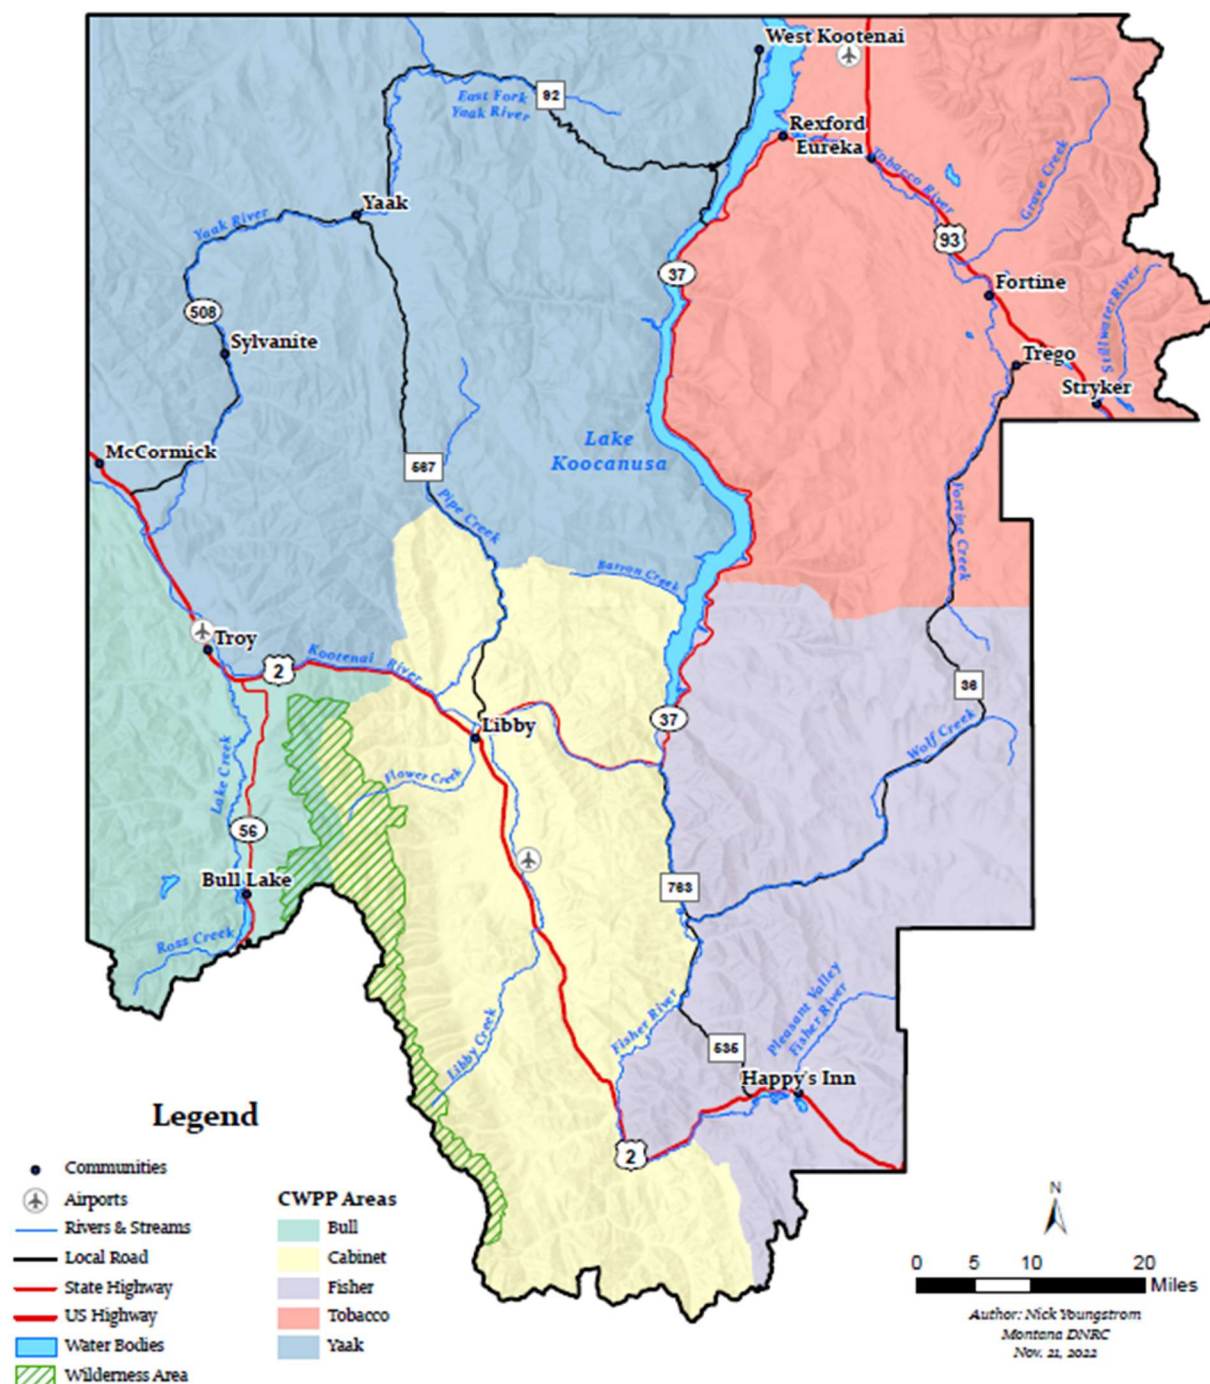 West Kootenai
East Fork
Yaak River
92
Rexford
Eureka
Tobacco River
Grave Creek
Yaak
Yaak River
93
37
Fortine
508
Sylvanite
Stillwater River
Trego
Stryker
Lake
Koocanusa
McCormick
567
Pipe Creek
Fortine Creek
Barron Creek
Troy
Kootenai River
2
36
37
Libby
Wolf Creek
Lake Creek
Flower Creek
56
Bull Lake
763
Ross Creek
Pleasant Valley
Fisher River
Fisher River
Libby Creek
535
Happy's Inn
2
Legend
Communities
Airports
Rivers & Streams
Local Road
State Highway
US Highway
Water Bodies
Wilderness Area
CWPP Areas
Bull
Cabinet
Fisher
Tobacco
Yaak
N
0 5 10 20
Miles
Author: Nick Youngstrom
Montana DNRC
Nov. 21, 2022